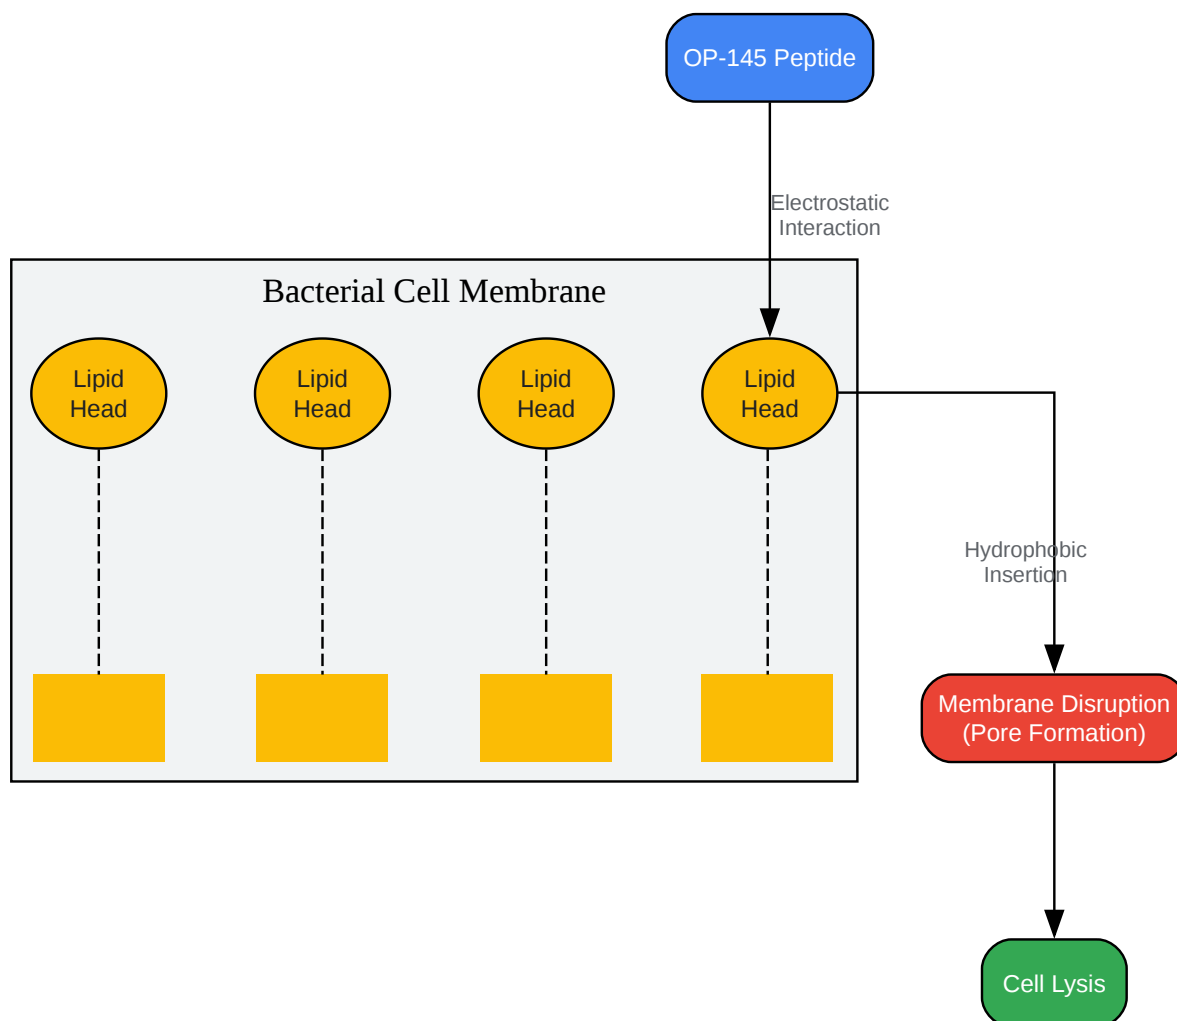 OP-145 Peptide
Electrostatic
Interaction
Bacterial Cell Membrane
Lipid
Head
Lipid
Head
Lipid
Head
Lipid
Head
Hydrophobic
Insertion
Membrane Disruption
(Pore Formation)
Cell Lysis